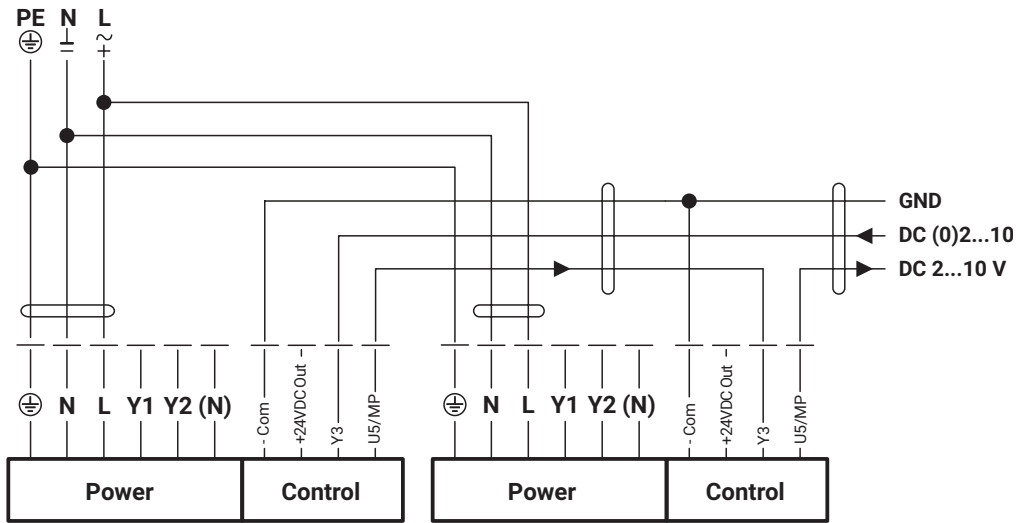 PE N L
GND
DC (0)2...10
DC 2...10 V
N L Y1 Y2 (N)
- Com
+24VDC Out
Y3
U5/MP
N L Y1 Y2 (N)
- Com
+24VDC Out
Y3
U5/MP
Power
Control
Power
Control